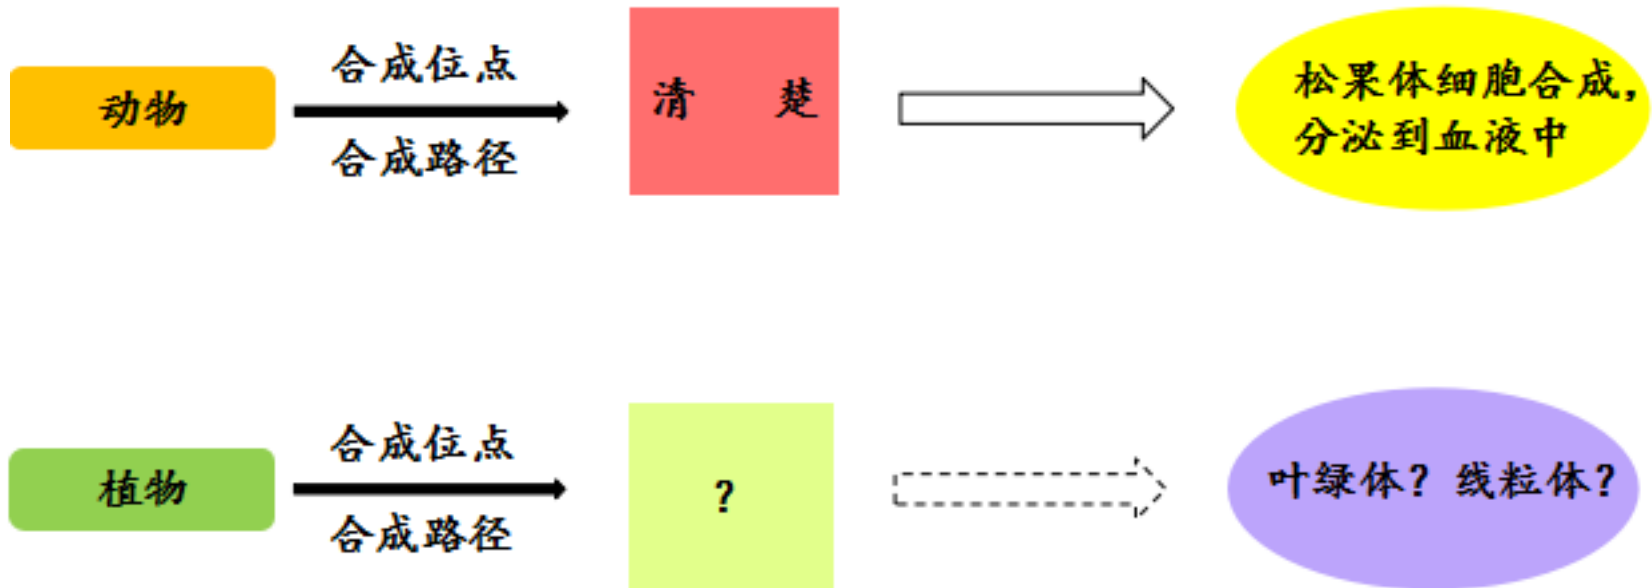 动物
合成位点
合成路径
清 楚
松果体细胞合成，
分泌到血液中
植物
合成位点
合成路径
？
叶绿体？线粒体？